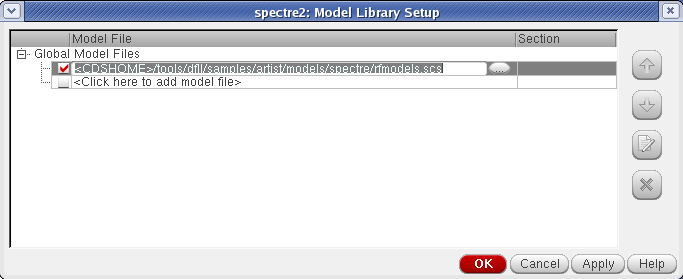 spectre2: Model Library Setup
Model File Section
Global Model Files
<CDSHOME>/tools/dfII/samples/artist/models/spectre/rfmodels.scs
<Click here to add model file>
OK Cancel Apply Help